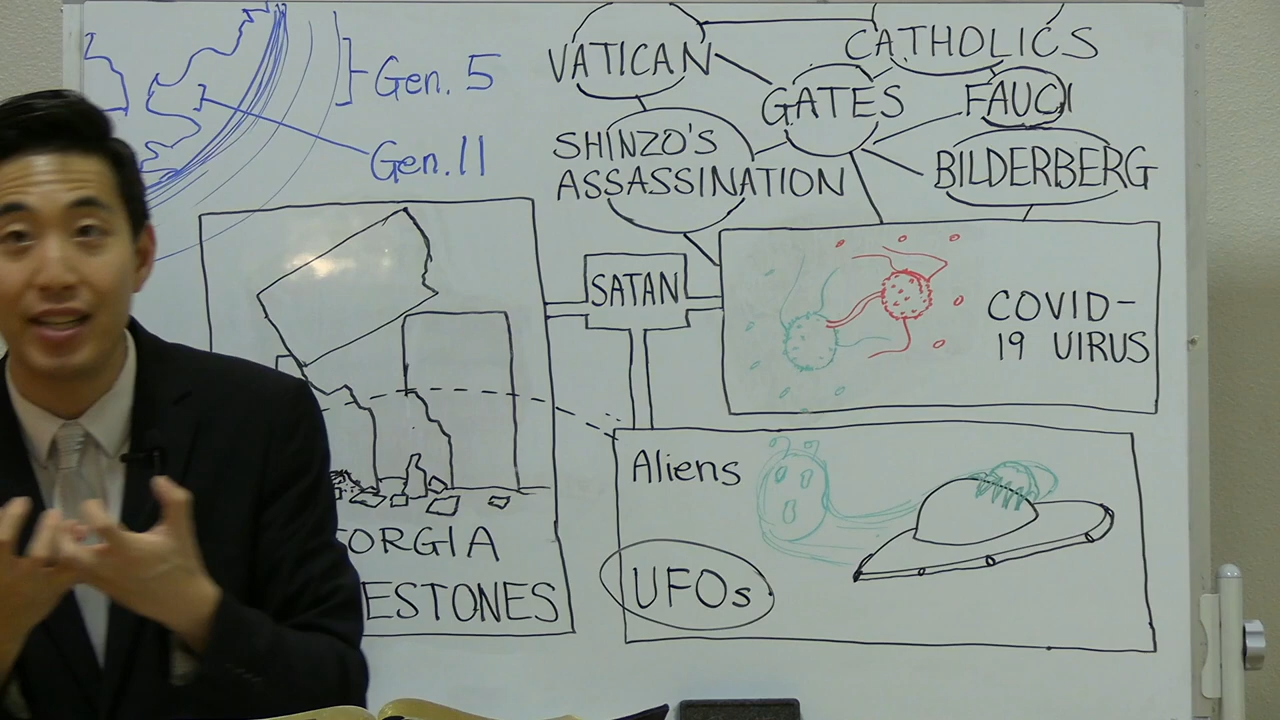 Gen. 5
Gen. 11
VATICAN
CATHOLICS
GATES
FAUCI
SHINZO'S
ASSASSINATION
BILDERBERG
SATAN
COVID-
19 VIRUS
Aliens
UFOs
ORGIA
ESTONES